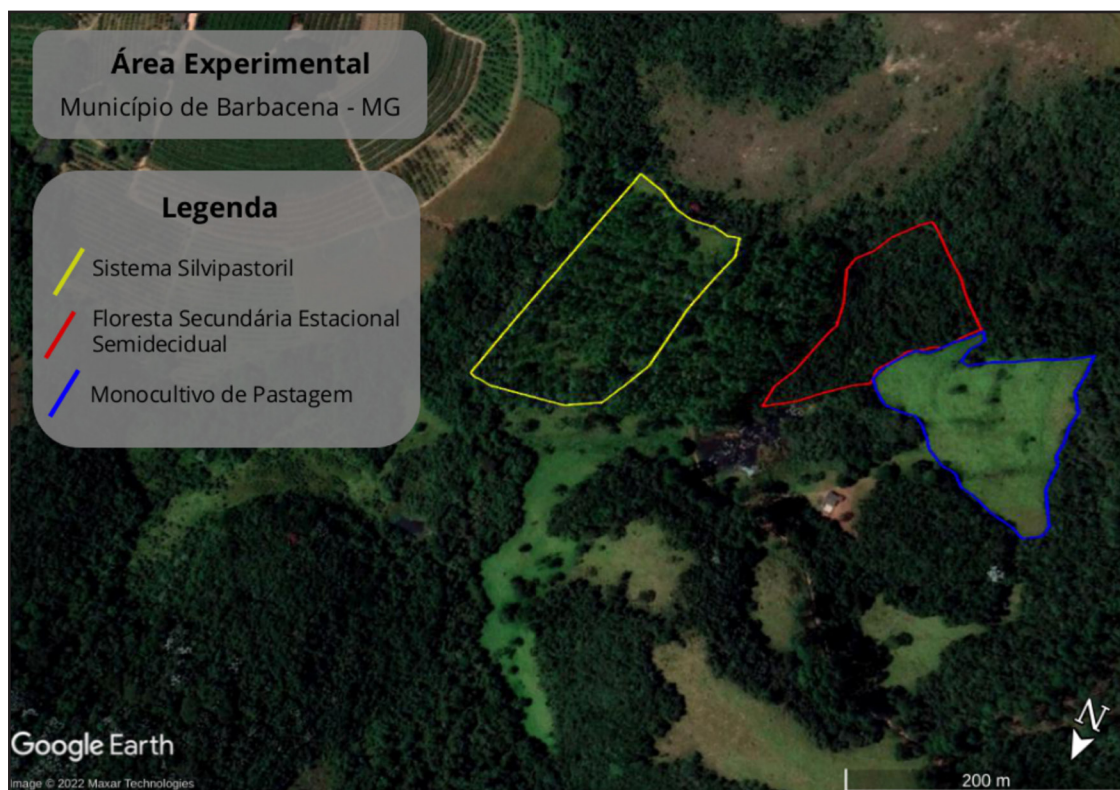 Área Experimental
Município de Barbacena - MG
Legenda
Sistema Silvipastoril
Floresta Secundária Estacional
Semidecidual
Monocultivo de Pastagem
N
Google Earth
Image © 2022 Maxar Technologies
200 m